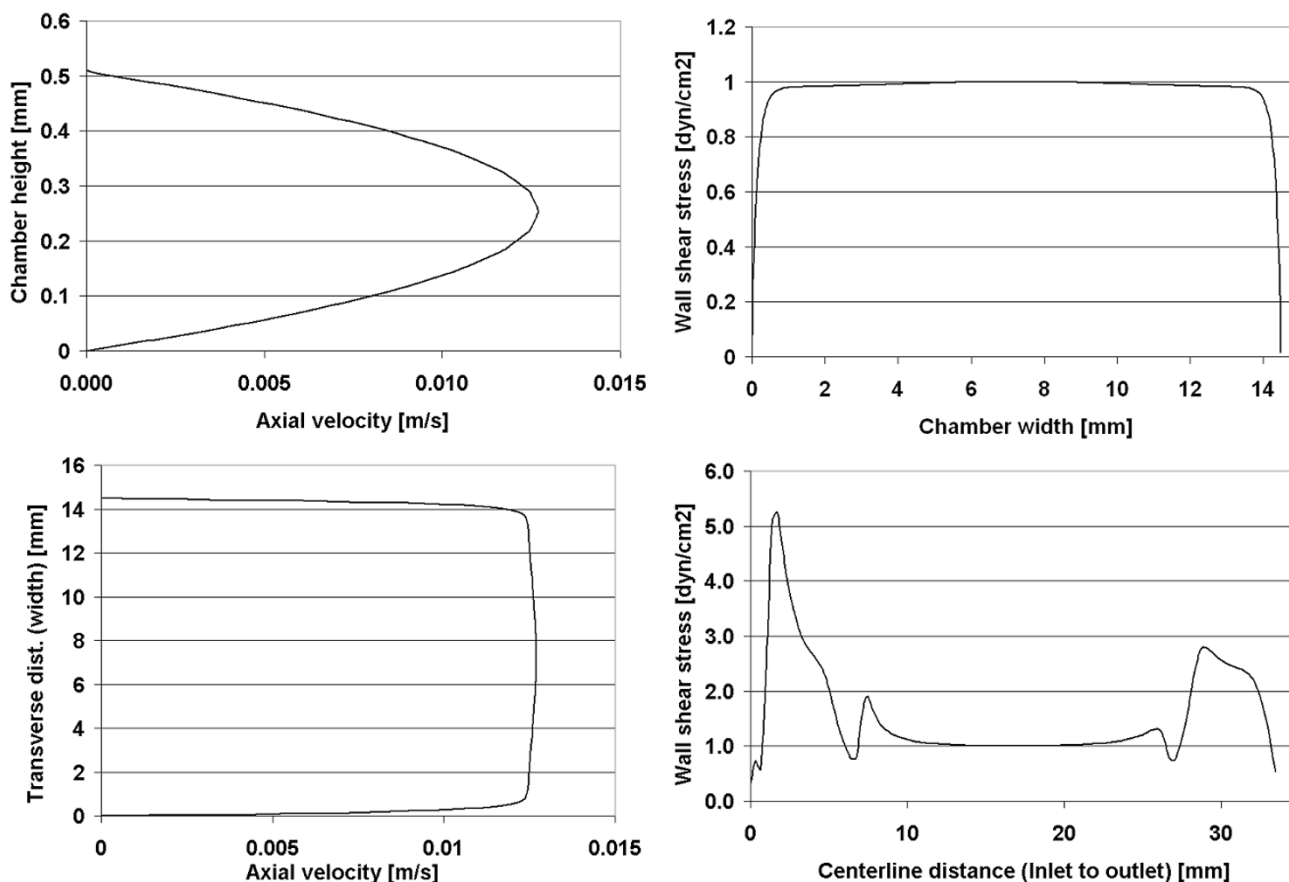 Chamber height [mm]
0.6
0.5
0.4
0.3
0.2
0.1
0
0.000 0.005 0.010 0.015
Axial velocity [m/s]
Wall shear stress [dyn/cm2]
1.2
1
0.8
0.6
0.4
0.2
0
0 2 4 6 8 10 12 14
Chamber width [mm]
Transverse dist. (width) [mm]
16
14
12
10
8
6
4
2
0
0 0.005 0.01 0.015
Axial velocity [m/s]
Wall shear stress [dyn/cm2]
6.0
5.0
4.0
3.0
2.0
1.0
0.0
0 10 20 30
Centerline distance (Inlet to outlet) [mm]